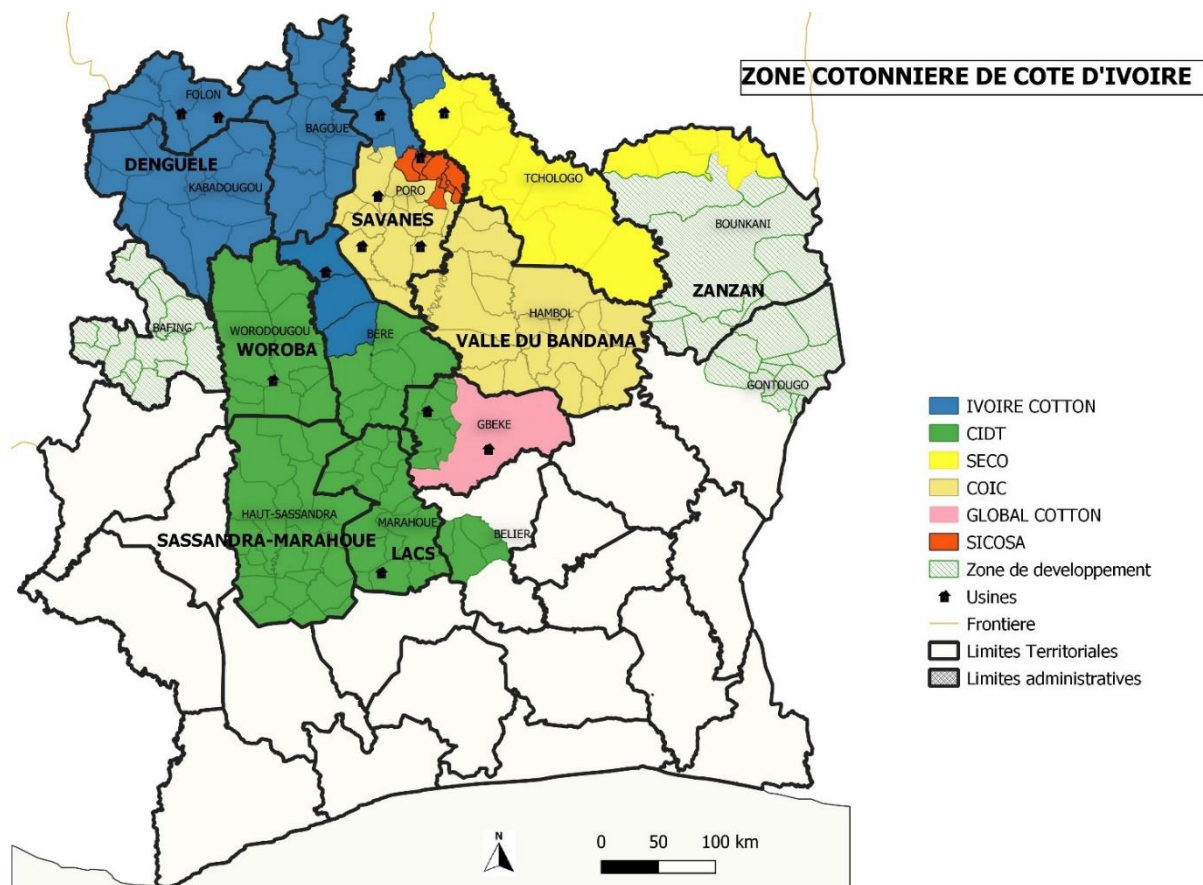 ZONE COTONNIERE DE COTE D'IVOIRE
FOLON
BAGOUE
DENGUELE
KABADOUGOU
PORO
SAVANES
TCHOLOGO
BOUNKANI
ZANZAN
BAFING
WORODOUGOU
WOROBA
BERE
HAMBOL
VALLE DU BANDAMA
GONTOUGO
GBEKE
HAUT-SASSANDRA
MARAHOUE
BELIER
SASSANDRA-MARAHOUE
LACS
IVOIRE COTTON
CIDT
SECO
COIC
GLOBAL COTTON
SICOSA
Zone de developpement
Usines
Frontiere
Limites Territoriales
Limites administratives
N
0 50 100 km